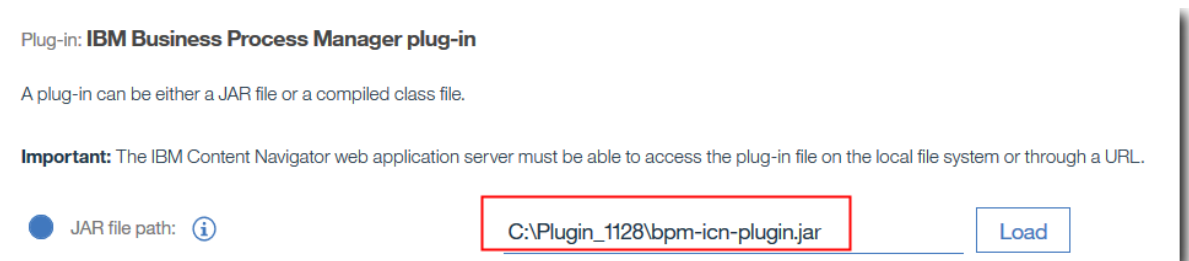 Plug-in: IBM Business Process Manager plug-in
A plug-in can be either a JAR file or a compiled class file.
Important: The IBM Content Navigator web application server must be able to access the plug-in file on the local file system or through a URL.
JAR file path: i C:\Plugin_1128\bpm-icn-plugin.jar Load